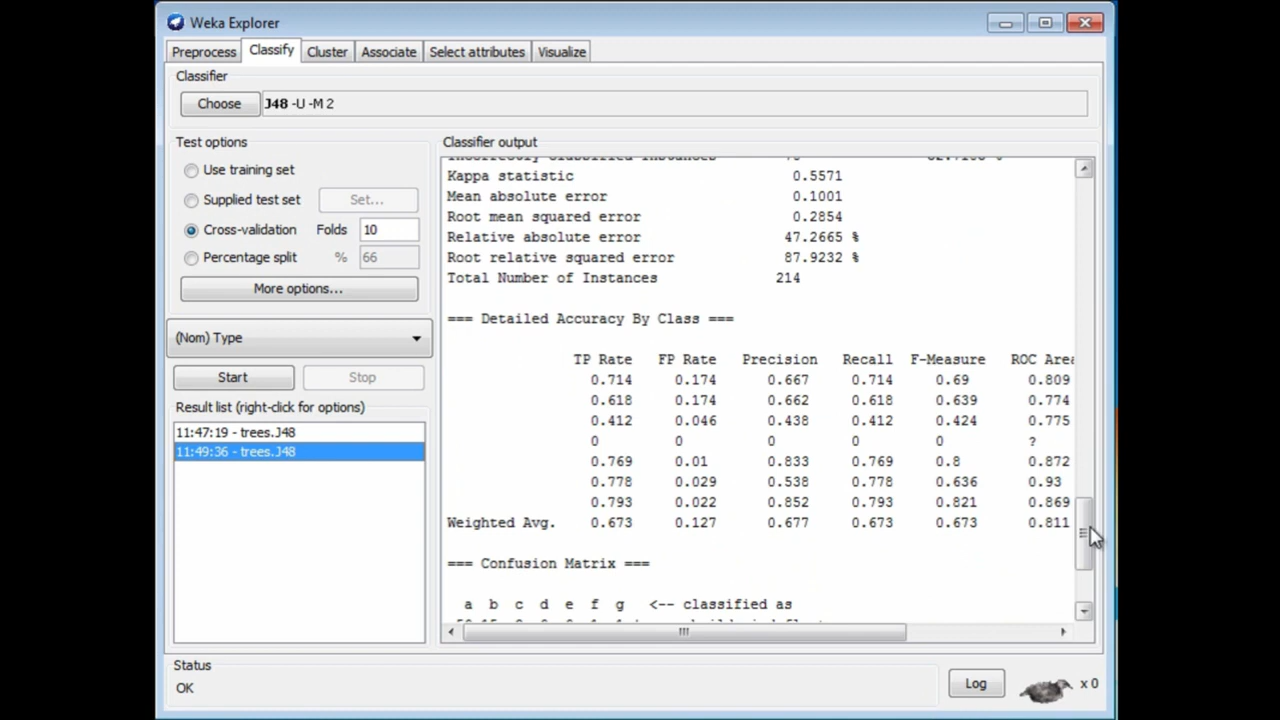 Weka Explorer
Preprocess Classify Cluster Associate Select attributes Visualize
Classifier
Choose J48 -U -M 2
Test options
Use training set
Supplied test set Set...
Cross-validation Folds 10
Percentage split % 66
More options...
(Nom) Type
Start Stop
Result list (right-click for options)
11:47:19 - trees.J48
11:49:36 - trees.J48
Classifier output
Kappa statistic 0.5571
Mean absolute error 0.1001
Root mean squared error 0.2854
Relative absolute error 47.2665 %
Root relative squared error 87.9232 %
Total Number of Instances 214
=== Detailed Accuracy By Class ===
TP Rate FP Rate Precision Recall F-Measure ROC Area
0.714 0.174 0.667 0.714 0.69 0.809
0.618 0.174 0.662 0.618 0.639 0.774
0.412 0.046 0.438 0.412 0.424 0.775
0 0 0 0 0 ?
0.769 0.01 0.833 0.769 0.8 0.872
0.778 0.029 0.538 0.778 0.636 0.93
0.793 0.022 0.852 0.793 0.821 0.869
Weighted Avg. 0.673 0.127 0.677 0.673 0.673 0.811
=== Confusion Matrix ===
a b c d e f g <-- classified as
Status
OK
Log
x 0